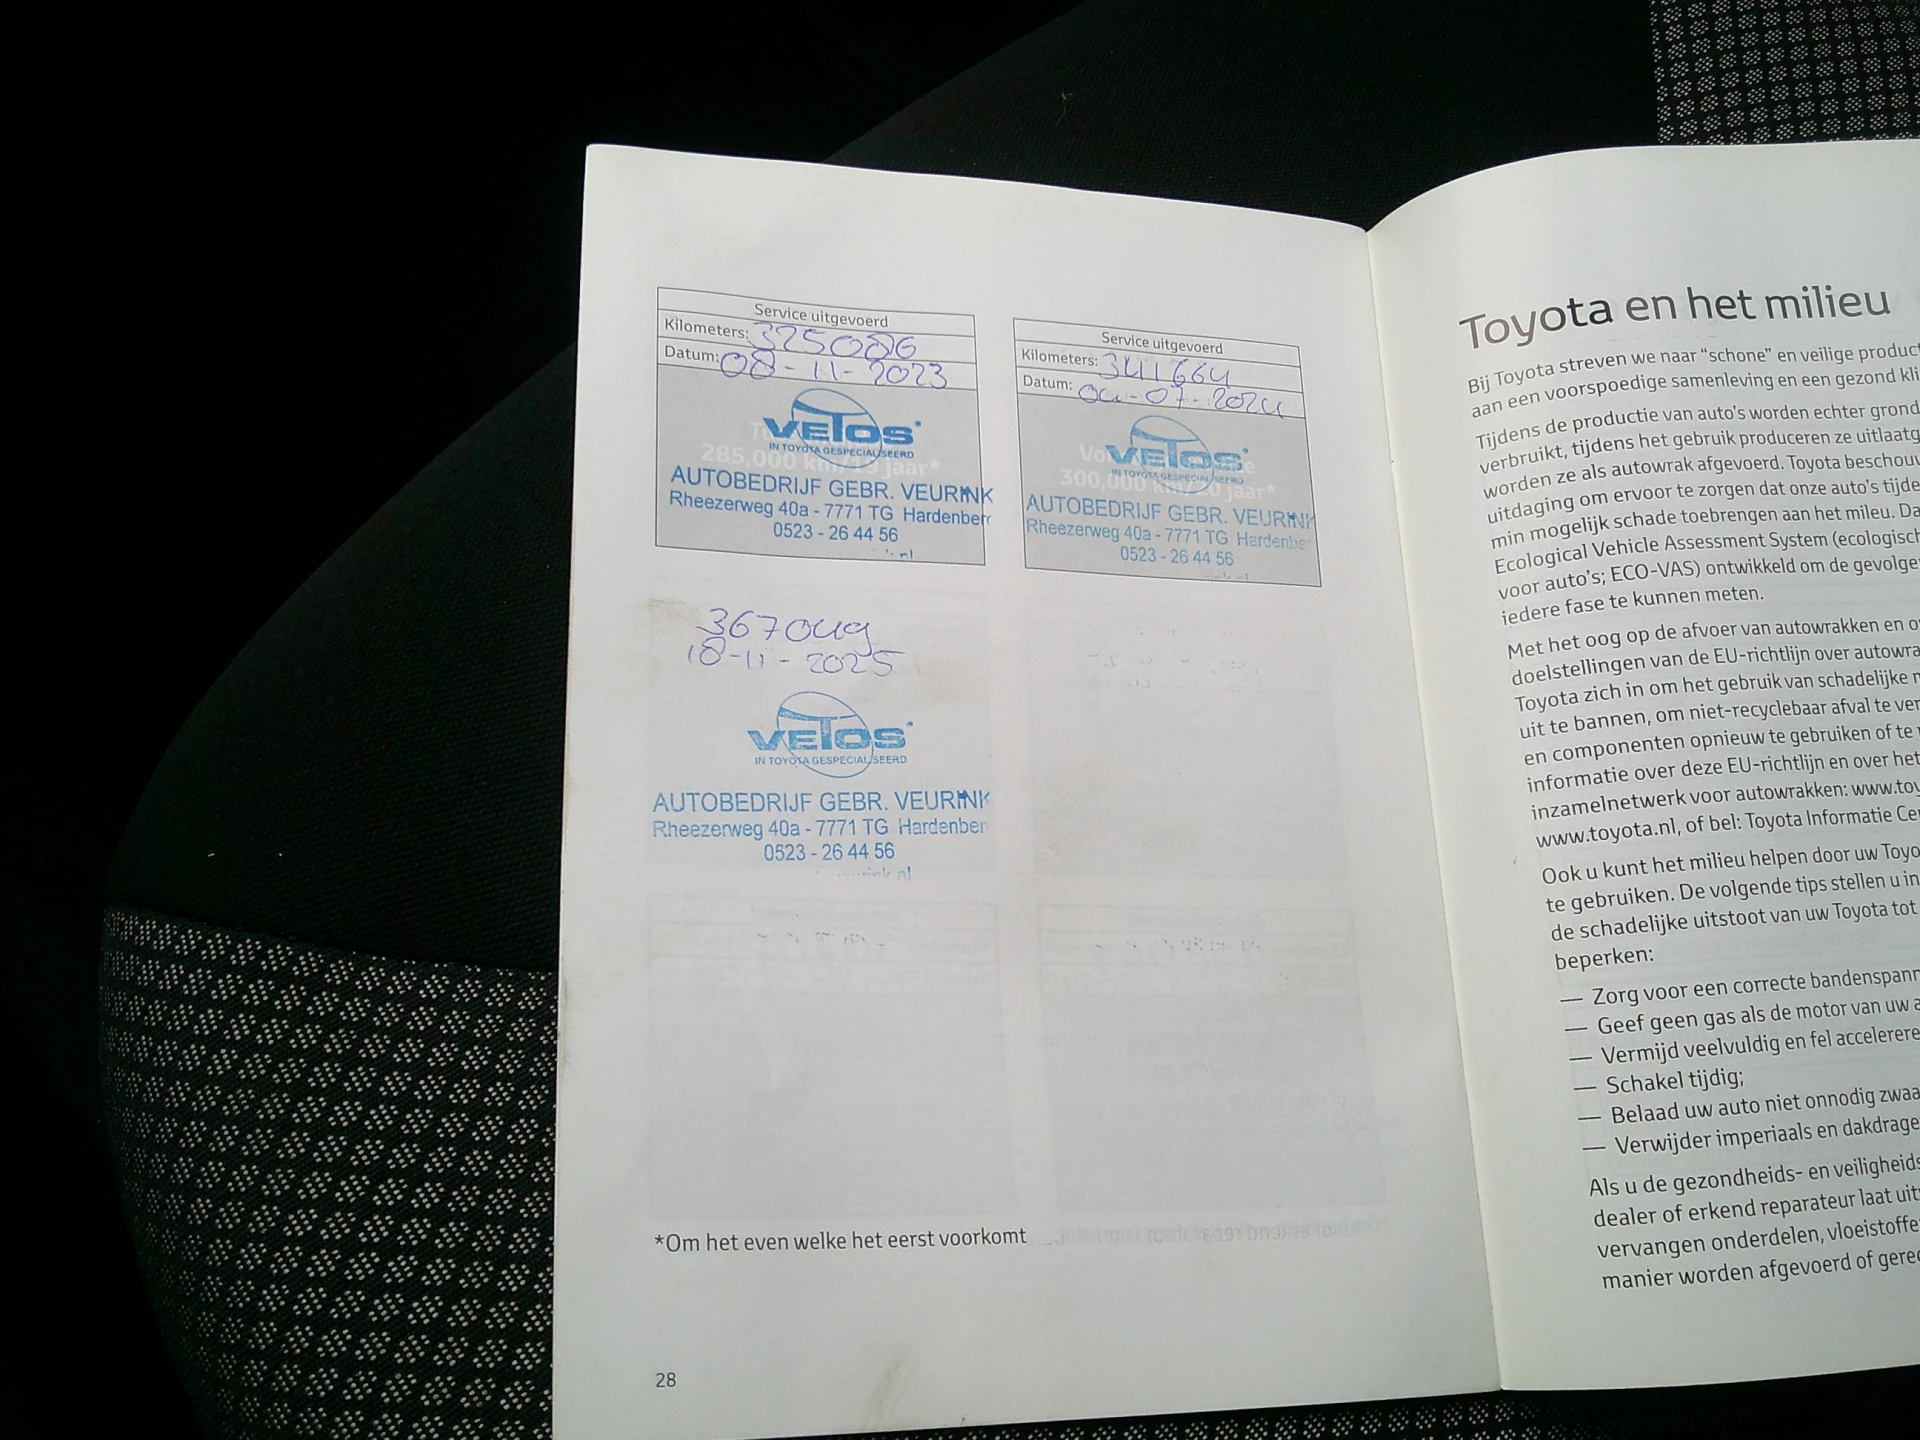 Service uitgevoerd
Kilometers: 325086
Datum: 08-11-2023
285,000 km/19 jaar*
VETOS
IN TOYOTA GESPECIALISEERD
AUTOBEDRIJF GEBR. VEURINK
Rheezerweg 40a - 7771 TG Hardenber
0523 - 26 44 56
Service uitgevoerd
Kilometers: 341664
Datum: 04-07-2024
300,000 km/20 jaar*
VETOS
IN TOYOTA GESPECIALISEERD
AUTOBEDRIJF GEBR. VEURINK
Rheezerweg 40a - 7771 TG Hardenbe
0523 - 26 44 56
367049
18-11-2025
VETOS
IN TOYOTA GESPECIALISEERD
AUTOBEDRIJF GEBR. VEURINK
Rheezerweg 40a - 7771 TG Hardenber
0523 - 26 44 56
*Om het even welke het eerst voorkomt
28
Toyota en het milieu
Bij Toyota streven we naar “schone” en veilige product
aan een voorspoedige samenleving en een gezond kli
Tijdens de productie van auto’s worden echter grond
verbruikt, tijdens het gebruik produceren ze uitlaatg
worden ze als autowrak afgevoerd. Toyota beschouw
uitdaging om ervoor te zorgen dat onze auto’s tijde
min mogelijk schade toebrengen aan het mileu. Da
Ecological Vehicle Assessment System (ecologisch
voor auto’s; ECO-VAS) ontwikkeld om de gevolge
iedere fase te kunnen meten.
Met het oog op de afvoer van autowrakken en o
doelstellingen van de EU-richtlijn over autowra
Toyota zich in om het gebruik van schadelijke
uit te bannen, om niet-recyclebaar afval te ver
en componenten opnieuw te gebruiken of te
informatie over deze EU-richtlijn en over het
inzamelnetwerk voor autowrakken: www.toy
www.toyota.nl, of bel: Toyota Informatie Ce
Ook u kunt het milieu helpen door uw Toyo
te gebruiken. De volgende tips stellen u in
de schadelijke uitstoot van uw Toyota tot
beperken:
— Zorg voor een correcte bandenspann
— Geef geen gas als de motor van uw a
— Vermijd veelvuldig en fel accelerere
— Schakel tijdig;
— Belaad uw auto niet onnodig zwaa
— Verwijder imperiaals en dakdrage
Als u de gezondheids- en veiligheids
dealer of erkend reparateur laat uit
vervangen onderdelen, vloeistoffe
manier worden afgevoerd of gerec